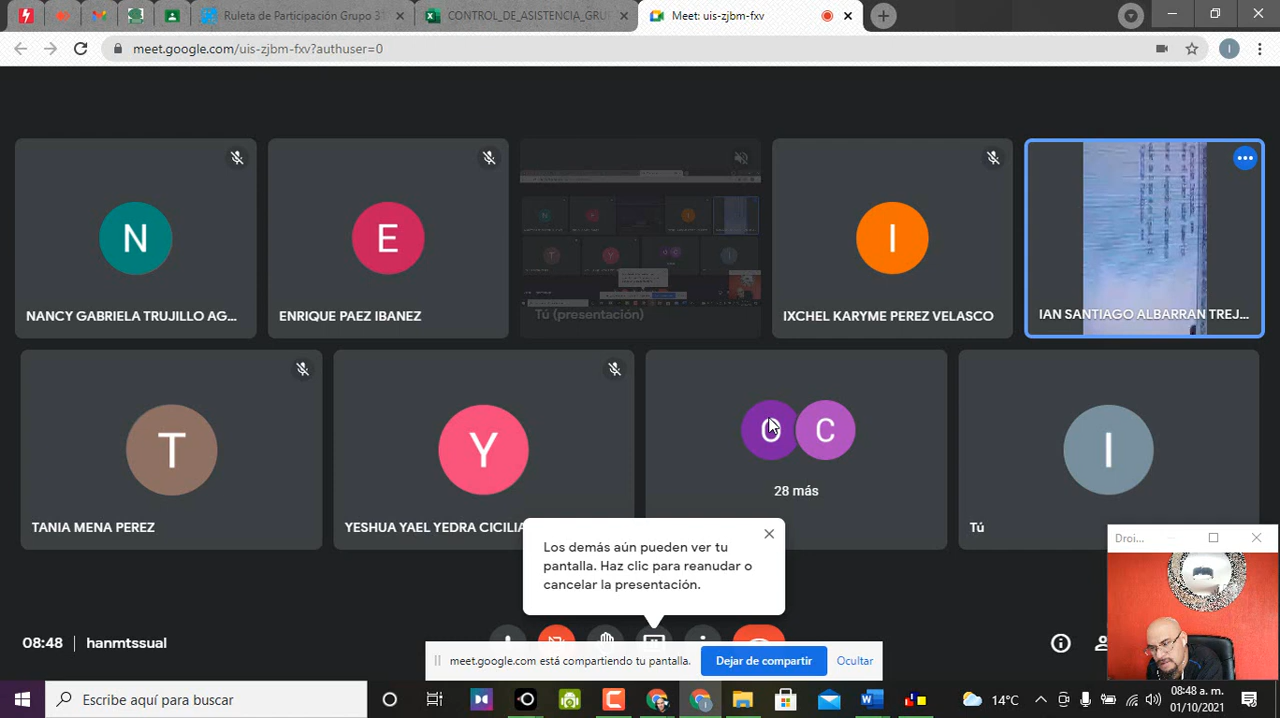 Ruleta de Participación Grupo 31
CONTROL_DE_ASISTENCIA_GRU
Meet: uis-zjbm-fxv
meet.google.com/uis-zjbm-fxv?authuser=0
I
N
NANCY GABRIELA TRUJILLO AG...
E
ENRIQUE PAEZ IBANEZ
Tú (presentación)
I
IXCHEL KARYME PEREZ VELASCO
IAN SANTIAGO ALBARRAN TREJ...
T
TANIA MENA PEREZ
Y
YESHUA YAEL YEDRA CICILIA
C
28 más
I
Tú
Los demás aún pueden ver tu
pantalla. Haz clic para reanudar o
cancelar la presentación.
Droi...
08:48 | hanmtssual
meet.google.com está compartiendo tu pantalla.
Dejar de compartir
Ocultar
Escribe aquí para buscar
14°C
08:48 a. m.
01/10/2021